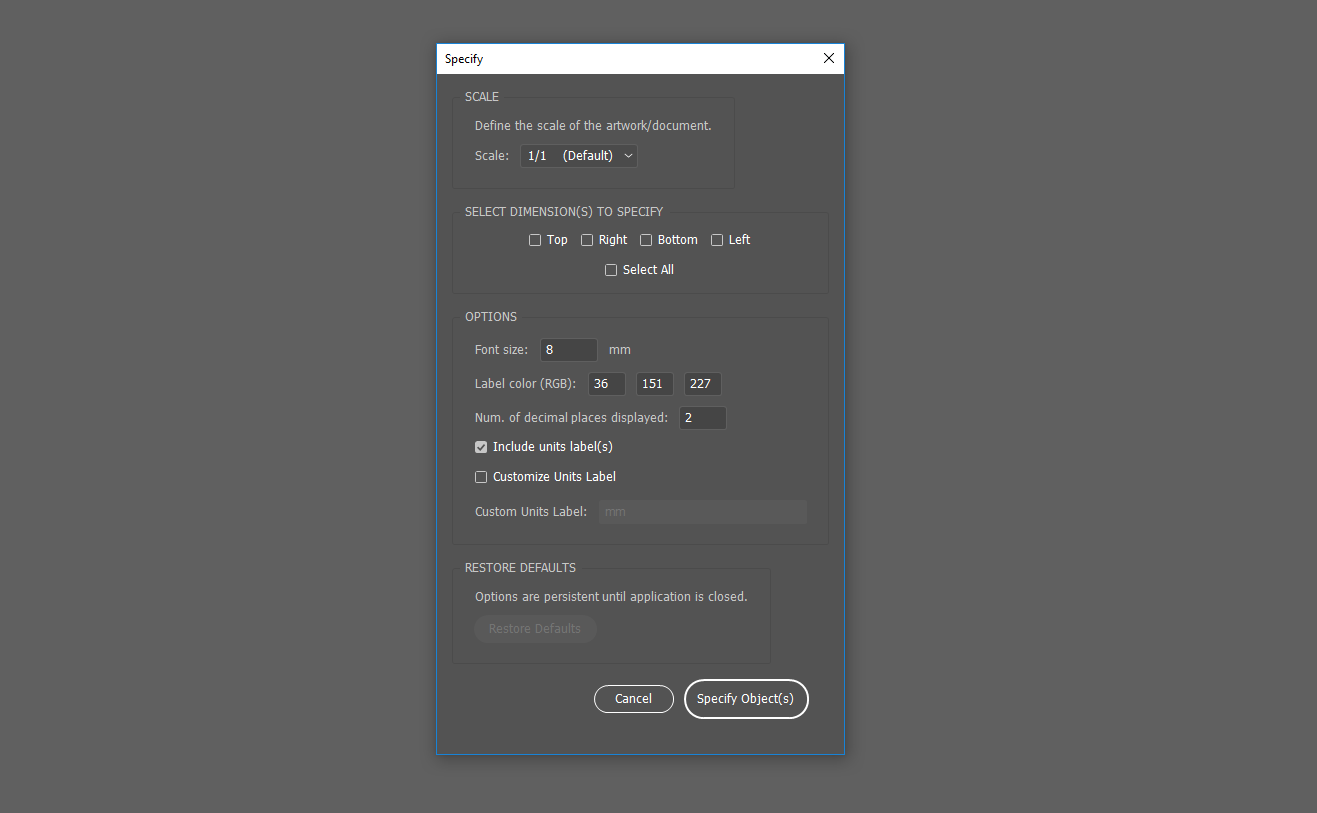 Specify
SCALE
Define the scale of the artwork/document.
Scale: 1/1 (Default)
SELECT DIMENSION(S) TO SPECIFY
Top Right Bottom Left
Select All
OPTIONS
Font size: 8 mm
Label color (RGB): 36 151 227
Num. of decimal places displayed: 2
Include units label(s)
Customize Units Label
Custom Units Label: mm
RESTORE DEFAULTS
Options are persistent until application is closed.
Restore Defaults
Cancel Specify Object(s)